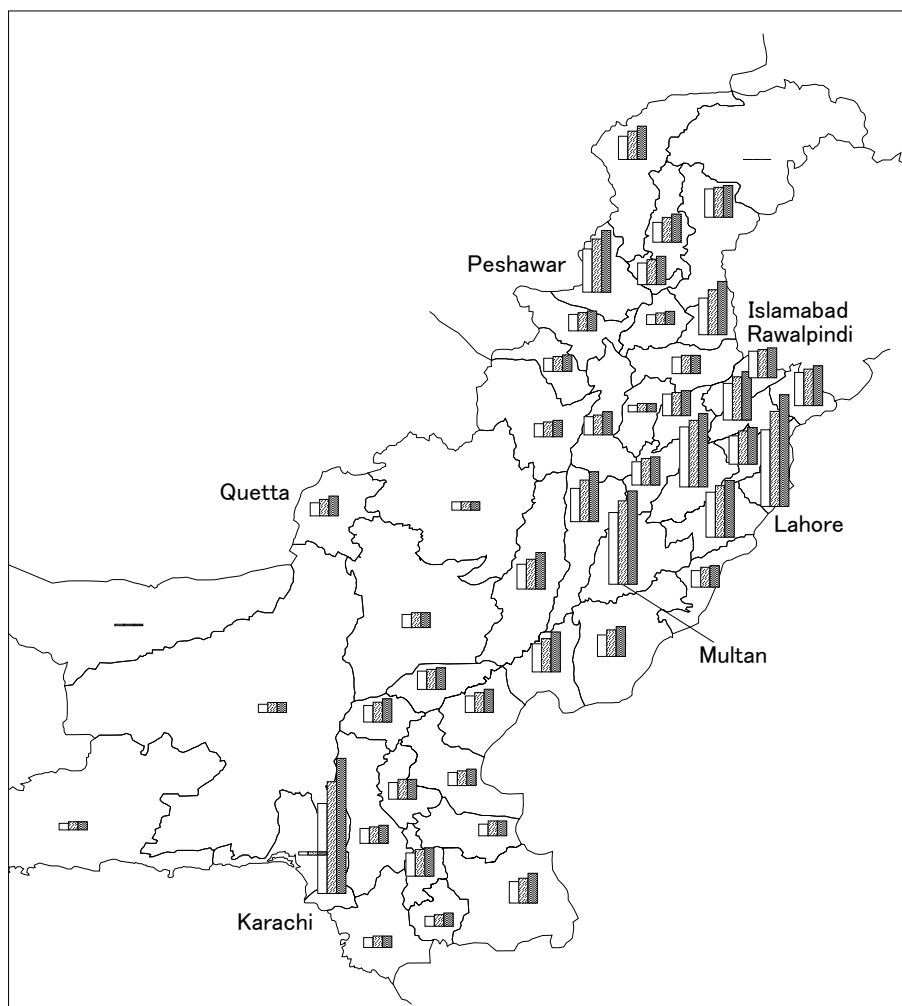 Peshawar
Islamabad
Rawalpindi
Quetta
Lahore
Multan
Karachi